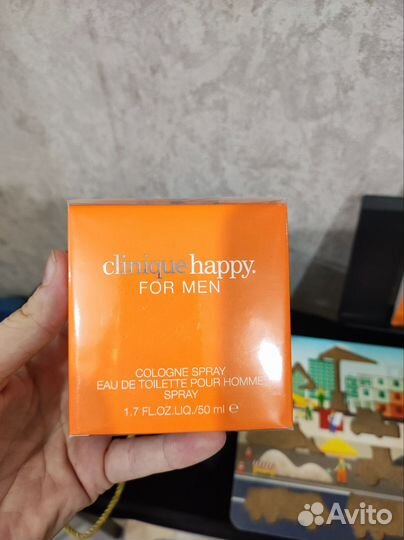 clinique happy.
FOR MEN
COLOGNE SPRAY
EAU DE TOILETTE POUR HOMME
SPRAY
1.7 FL.OZ.LIQ./50 ml ℮
Avito